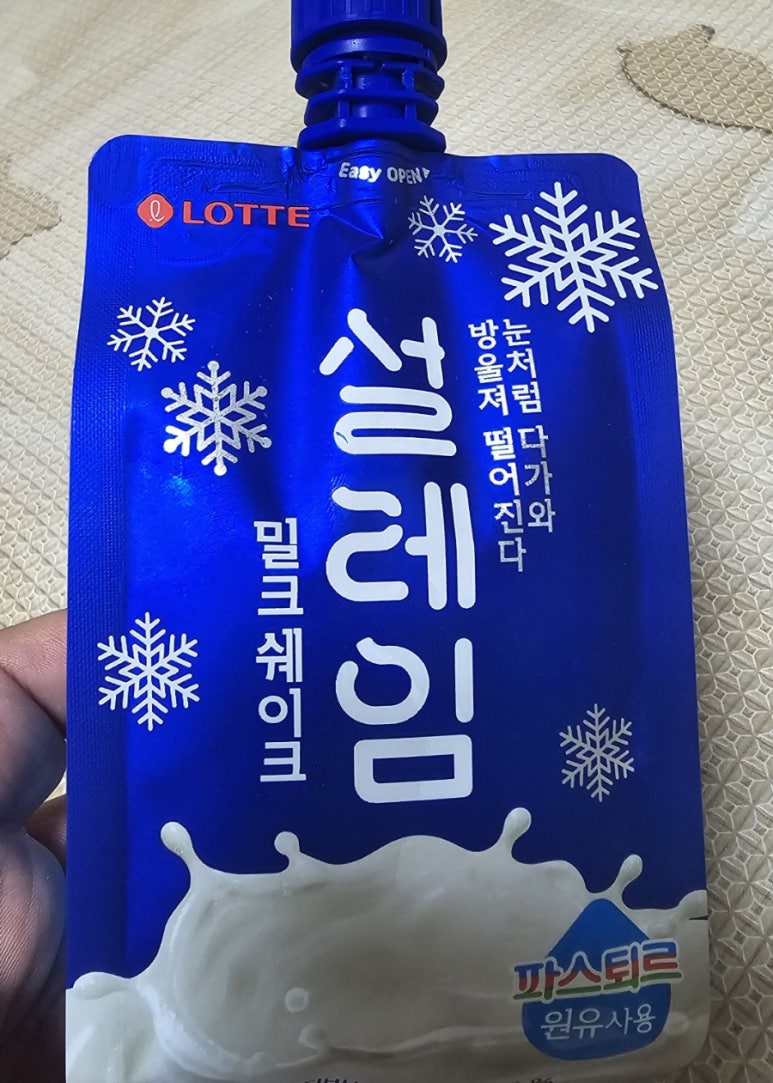 Easy OPEN
LOTTE
눈처럼 다가와
방울져 떨어진다
설레임
밀크쉐이크
파스퇴르
원유사용